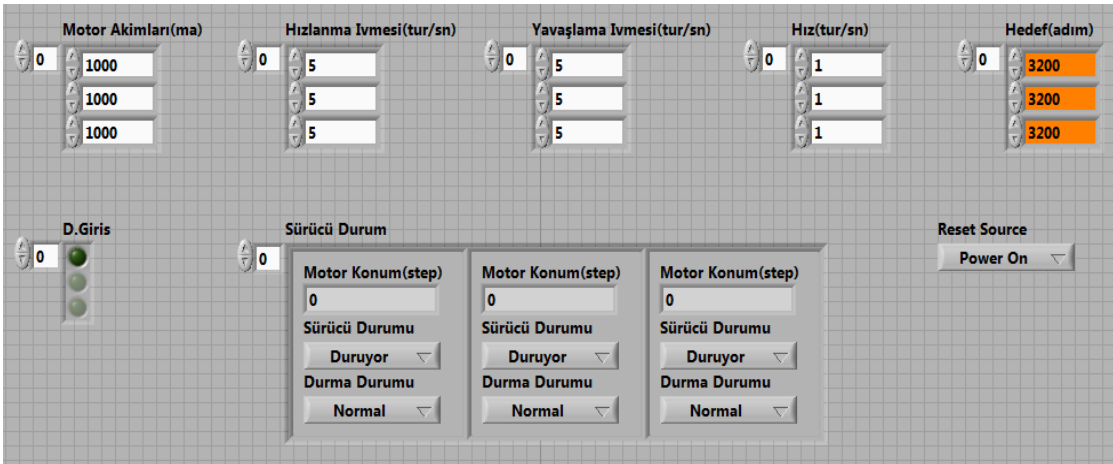 Motor Akimları(ma) Hızlanma Ivmesi(tur/sn) Yavaşlama Ivmesi(tur/sn) Hız(tur/sn) Hedef(adım)
0 1000 0 5 0 5 0 1 0 3200
1000 5 5 1 3200
1000 5 5 1 3200
D.Giris Sürücü Durum Reset Source
0 0 Power On
Motor Konum(step) Motor Konum(step) Motor Konum(step)
0 0 0
Sürücü Durumu Sürücü Durumu Sürücü Durumu
Duruyor Duruyor Duruyor
Durma Durumu Durma Durumu Durma Durumu
Normal Normal Normal